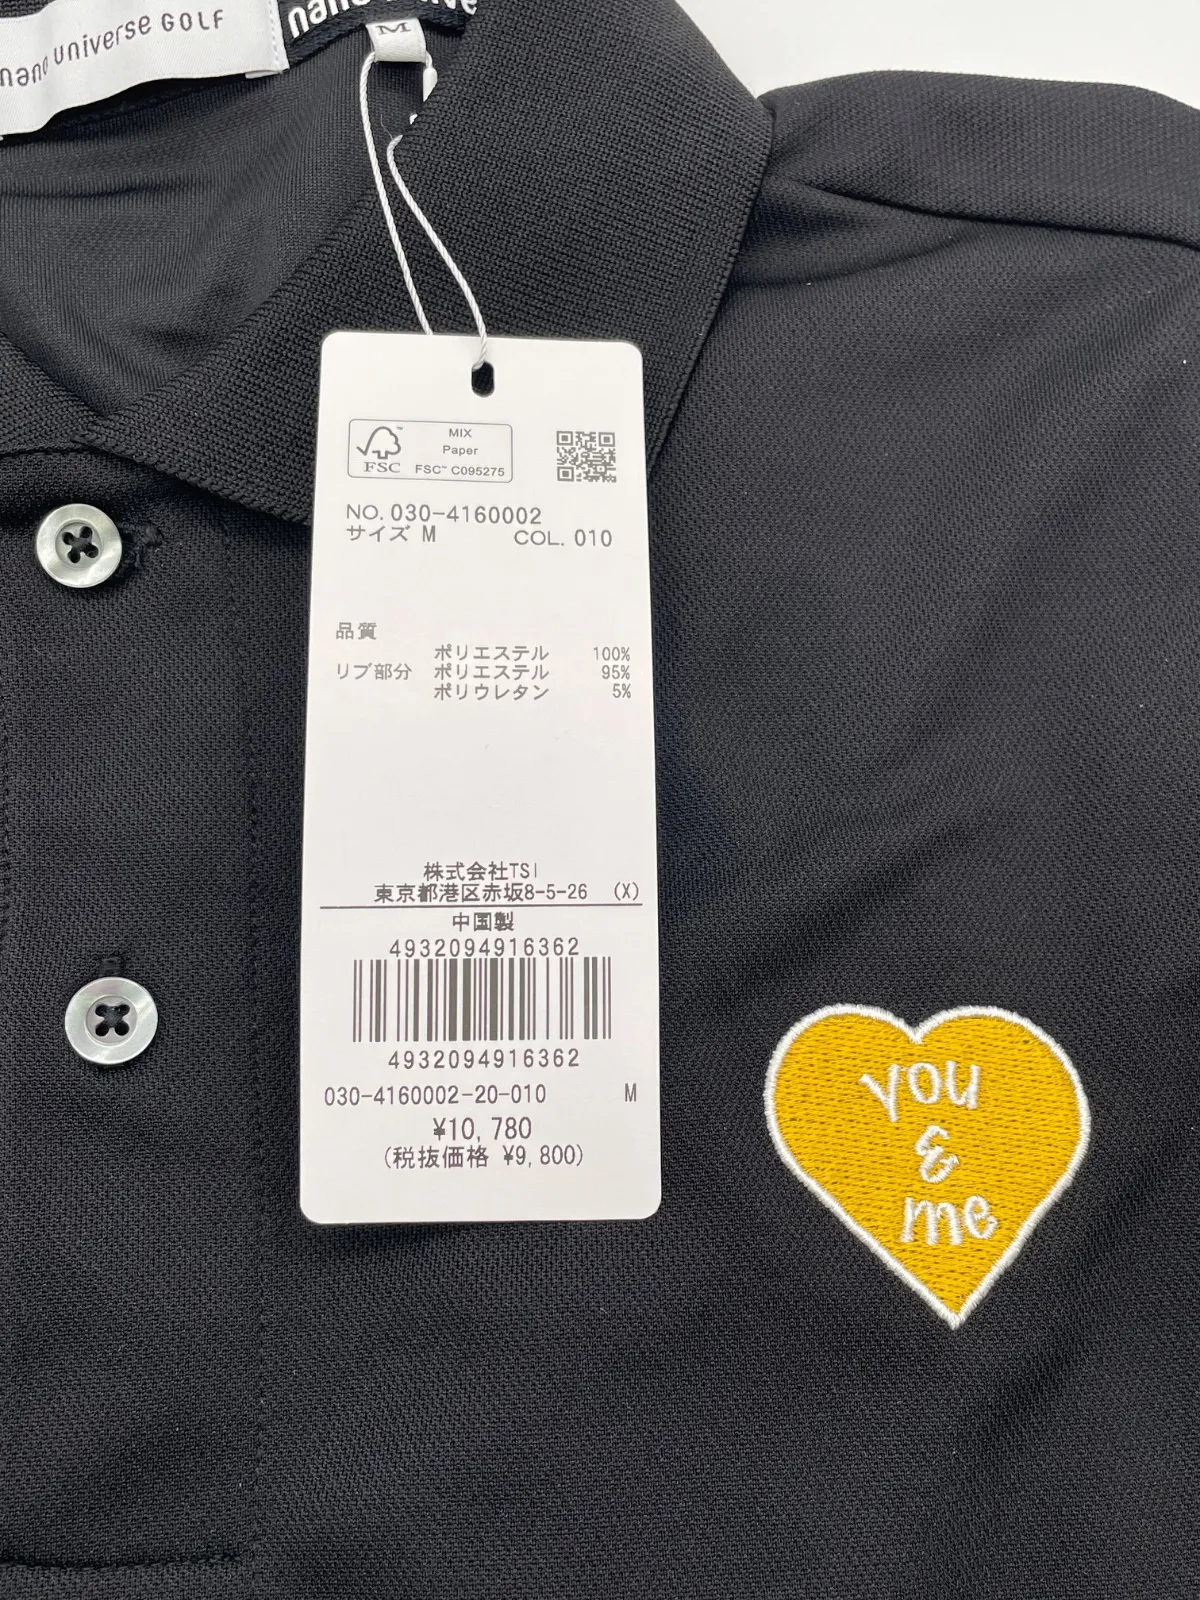 nano universe GOLF
M
MIX
Paper
FSC
FSC™ C095275
NO. 030-4160002
サイズ M COL. 010
品質
ポリエステル 100%
リブ部分 ポリエステル 95%
ポリウレタン 5%
株式会社TSI
東京都港区赤坂8-5-26 (X)
中国製
4932094916362
4932094916362
030-4160002-20-010 M
¥10,780
(税抜価格 ¥9,800)
you
&
me